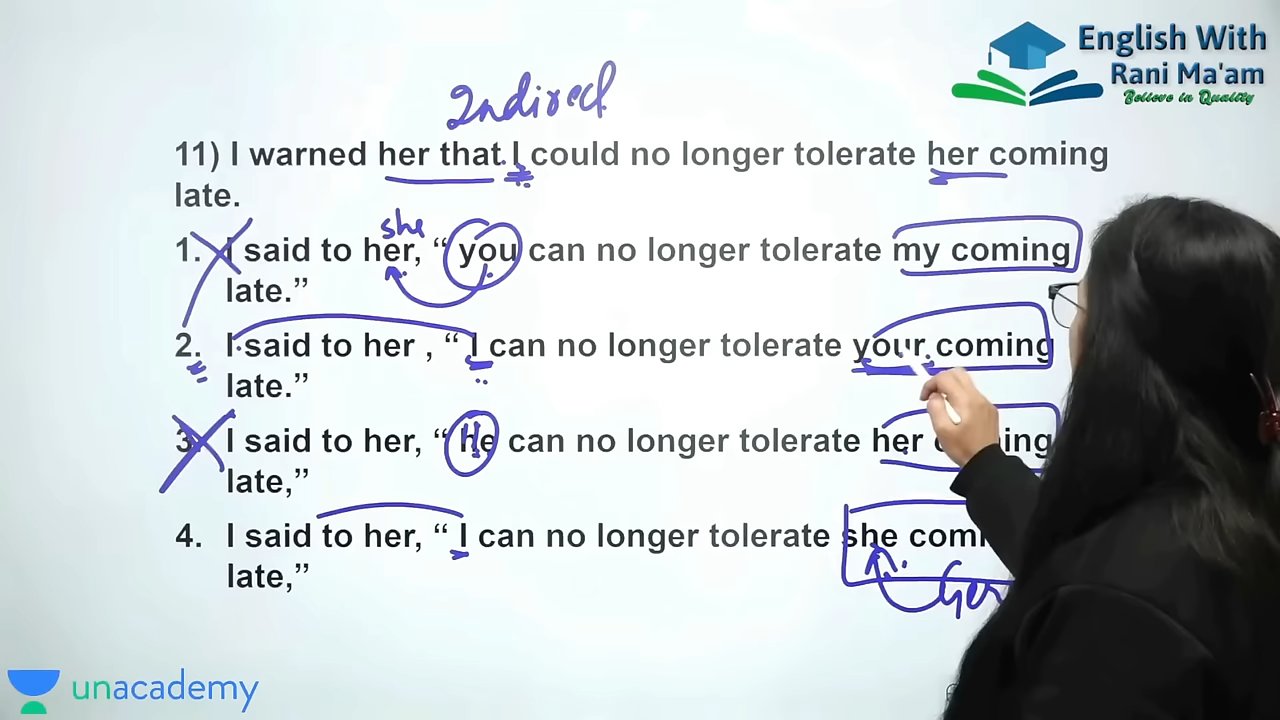 English With
Rani Ma'am
Believe in Quality
Indirect
11) I warned her that I could no longer tolerate her coming
late.
she
1. I said to her, “ you can no longer tolerate my coming
late.”
2. I said to her , “ I can no longer tolerate your coming
late.”
3. I said to her, “ he can no longer tolerate her coming
late,”
4. I said to her, “ I can no longer tolerate she
late,”
unacademy